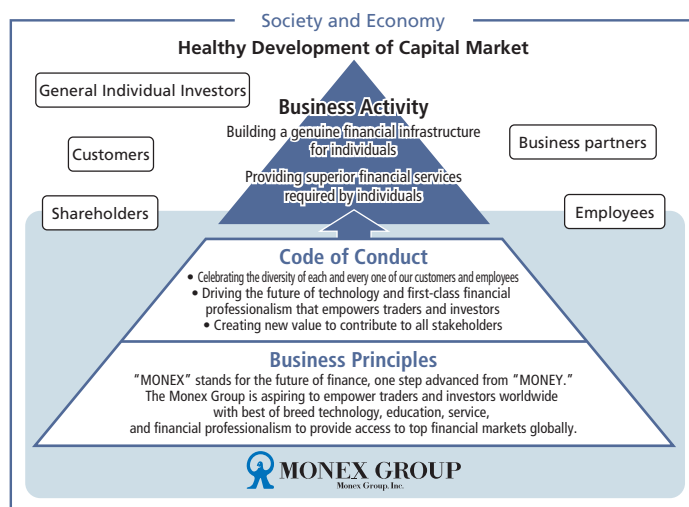 Society and Economy
Healthy Development of Capital Market
General Individual Investors
Customers
Shareholders
Business Activity
Building a genuine financial infrastructure
for individuals
Providing superior financial services
required by individuals
Business partners
Employees
Code of Conduct
• Celebrating the diversity of each and every one of our customers and employees
• Driving the future of technology and first-class financial
professionalism that empowers traders and investors
• Creating new value to contribute to all stakeholders
Business Principles
“MONEX” stands for the future of finance, one step advanced from “MONEY.”
The Monex Group is aspiring to empower traders and investors worldwide
with best of breed technology, education, service,
and financial professionalism to provide access to top financial markets globally.
MONEX GROUP
Monex Group, Inc.